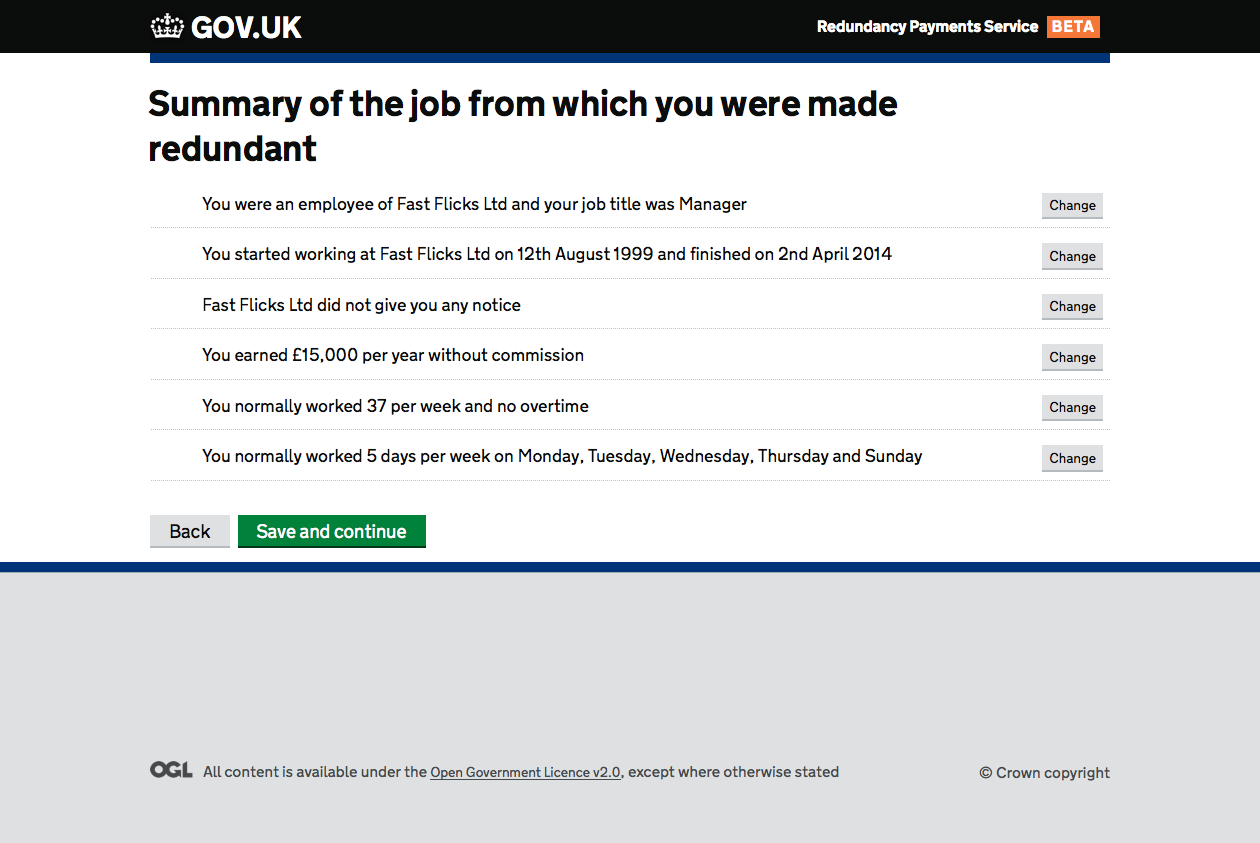 GOV.UK
Redundancy Payments Service BETA
Summary of the job from which you were made
redundant
You were an employee of Fast Flicks Ltd and your job title was Manager
Change
You started working at Fast Flicks Ltd on 12th August 1999 and finished on 2nd April 2014
Change
Fast Flicks Ltd did not give you any notice
Change
You earned £15,000 per year without commission
Change
You normally worked 37 per week and no overtime
Change
You normally worked 5 days per week on Monday, Tuesday, Wednesday, Thursday and Sunday
Change
Back
Save and continue
OGL All content is available under the Open Government Licence v2.0, except where otherwise stated
© Crown copyright